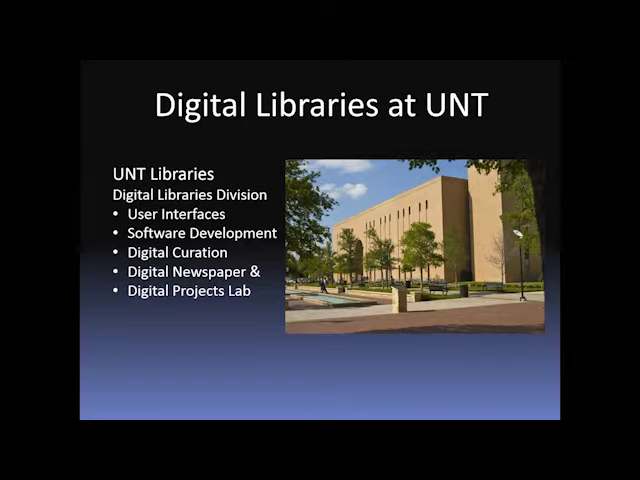 Digital Libraries at UNT
UNT Libraries
Digital Libraries Division
• User Interfaces
• Software Development
• Digital Curation
• Digital Newspaper &
• Digital Projects Lab